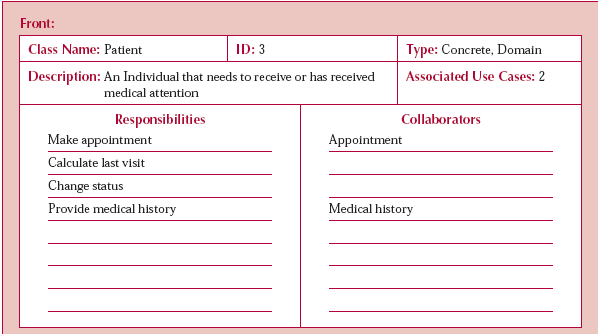 Front:
Class Name: Patient ID: 3 Type: Concrete, Domain
Description: An Individual that needs to receive or has received Associated Use Cases: 2
medical attention
Responsibilities Collaborators
Make appointment Appointment
Calculate last visit
Change status
Provide medical history Medical history